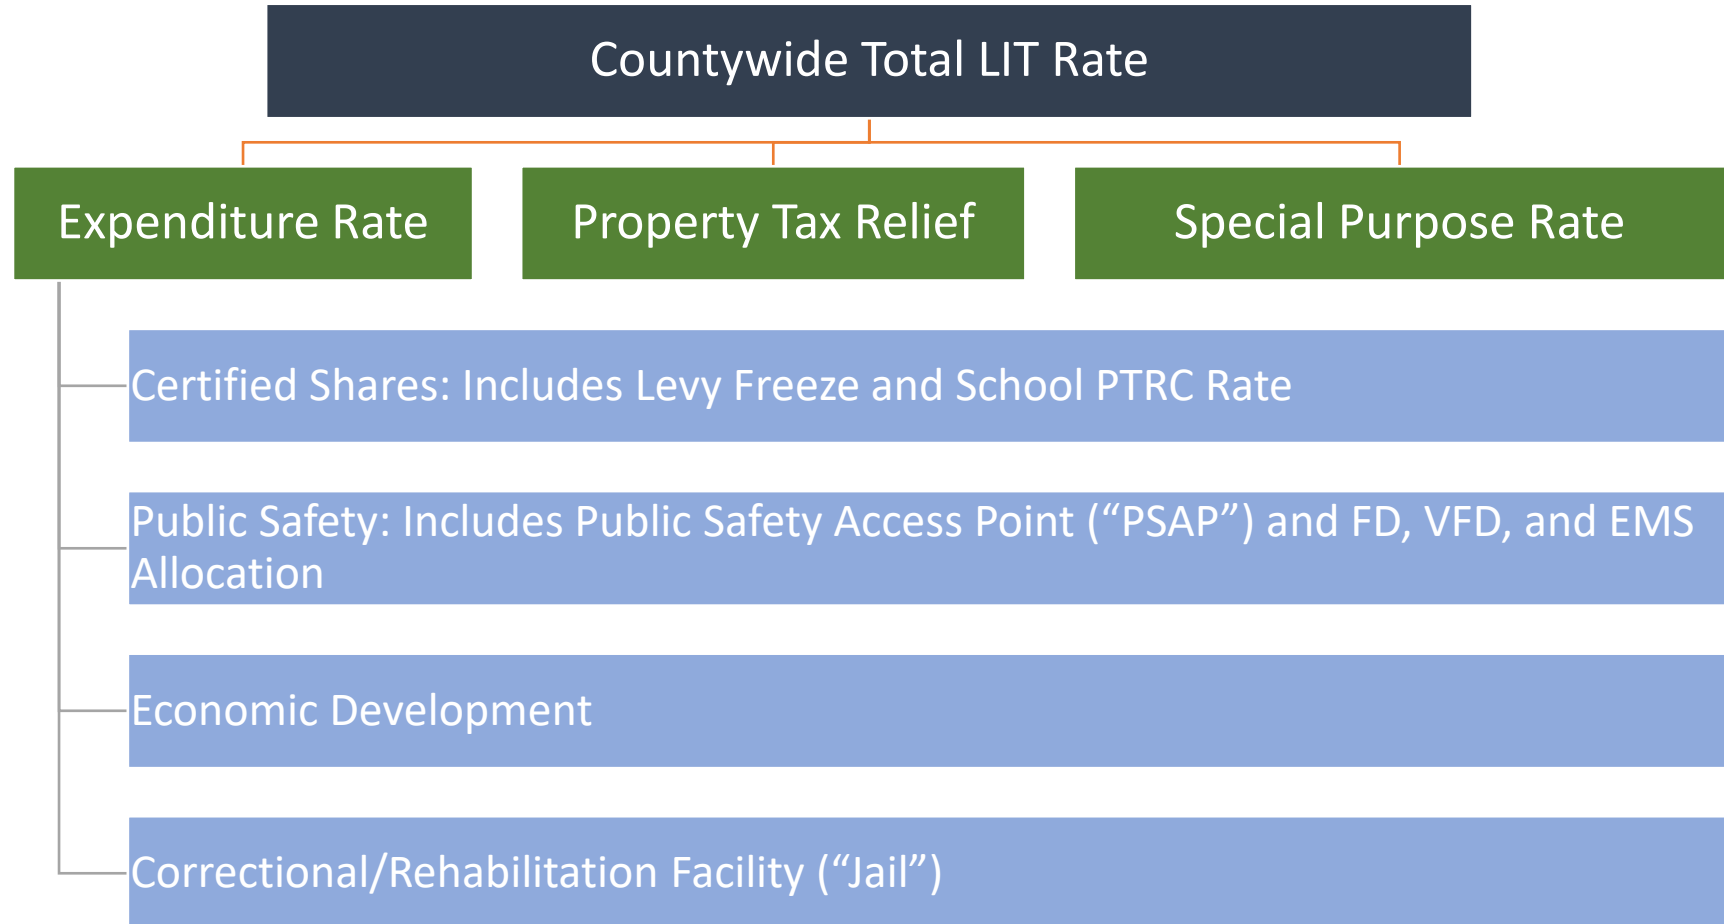 Countywide Total LIT Rate
Expenditure Rate
Property Tax Relief
Special Purpose Rate
Certified Shares: Includes Levy Freeze and School PTRC Rate
Public Safety: Includes Public Safety Access Point (“PSAP”) and FD, VFD, and EMS
Allocation
Economic Development
Correctional/Rehabilitation Facility (“Jail”)